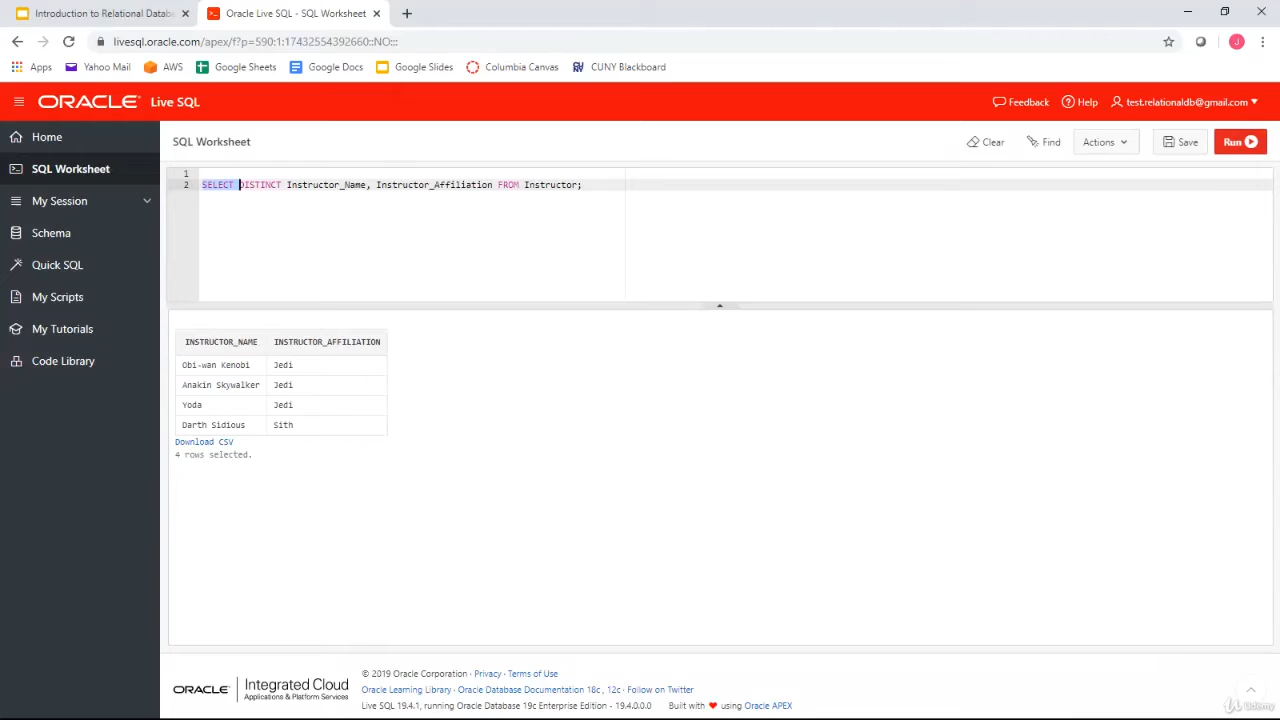 Introduction to Relational Datab
Oracle Live SQL - SQL Worksheet
livesql.oracle.com/apex/f?p=590:1:17432554392660::NO:::
J
Apps
Yahoo Mail
AWS
Google Sheets
Google Docs
Google Slides
Columbia Canvas
CUNY Blackboard
ORACLE Live SQL
Feedback
Help
test.relationaldb@gmail.com
Home
SQL Worksheet
My Session
Schema
Quick SQL
My Scripts
My Tutorials
Code Library
SQL Worksheet
Clear
Find
Actions
Save
Run
1
2 SELECT DISTINCT Instructor_Name, Instructor_Affiliation FROM Instructor;
INSTRUCTOR_NAME INSTRUCTOR_AFFILIATION
Obi-wan Kenobi Jedi
Anakin Skywalker Jedi
Yoda Jedi
Darth Sidious Sith
Download CSV
4 rows selected.
ORACLE Integrated Cloud
Applications & Platform Services
© 2019 Oracle Corporation · Privacy · Terms of Use
Oracle Learning Library · Oracle Database Documentation 18c, 12c · Follow on Twitter
Live SQL 19.4.1, running Oracle Database 19c Enterprise Edition - 19.4.0.0.0 Built with ❤ using Oracle APEX
Udemy